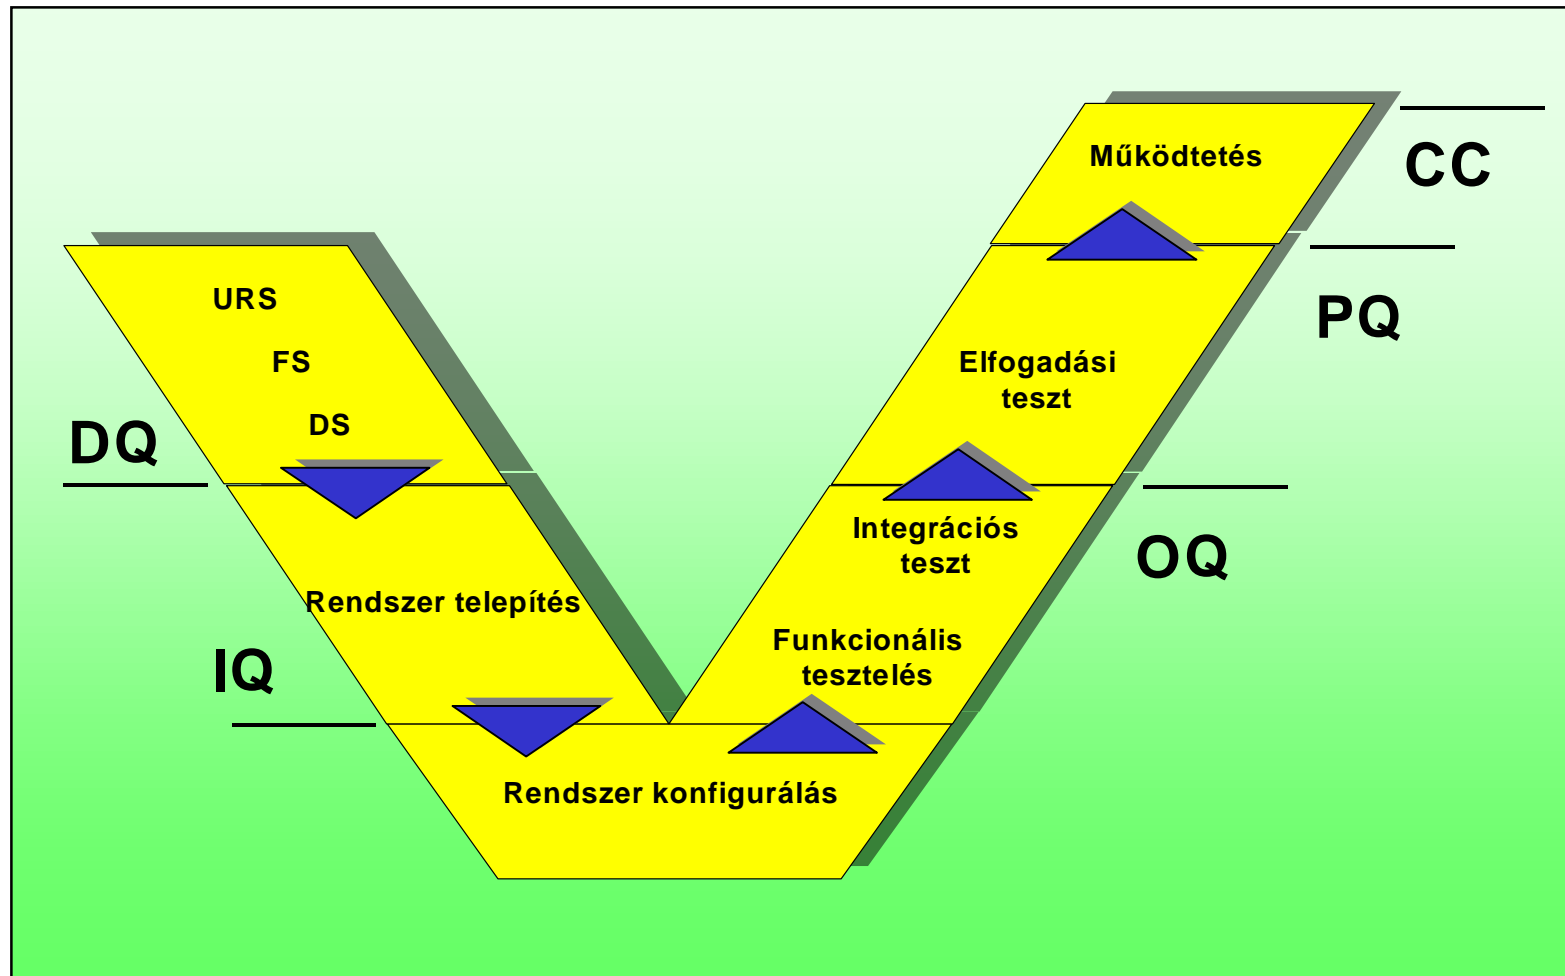 URS
FS
DS
DQ
Rendszer telepítés
IQ
Rendszer konfigurálás
Funkcionális
tesztelés
Integrációs
teszt
OQ
Elfogadási
teszt
PQ
Működtetés
CC